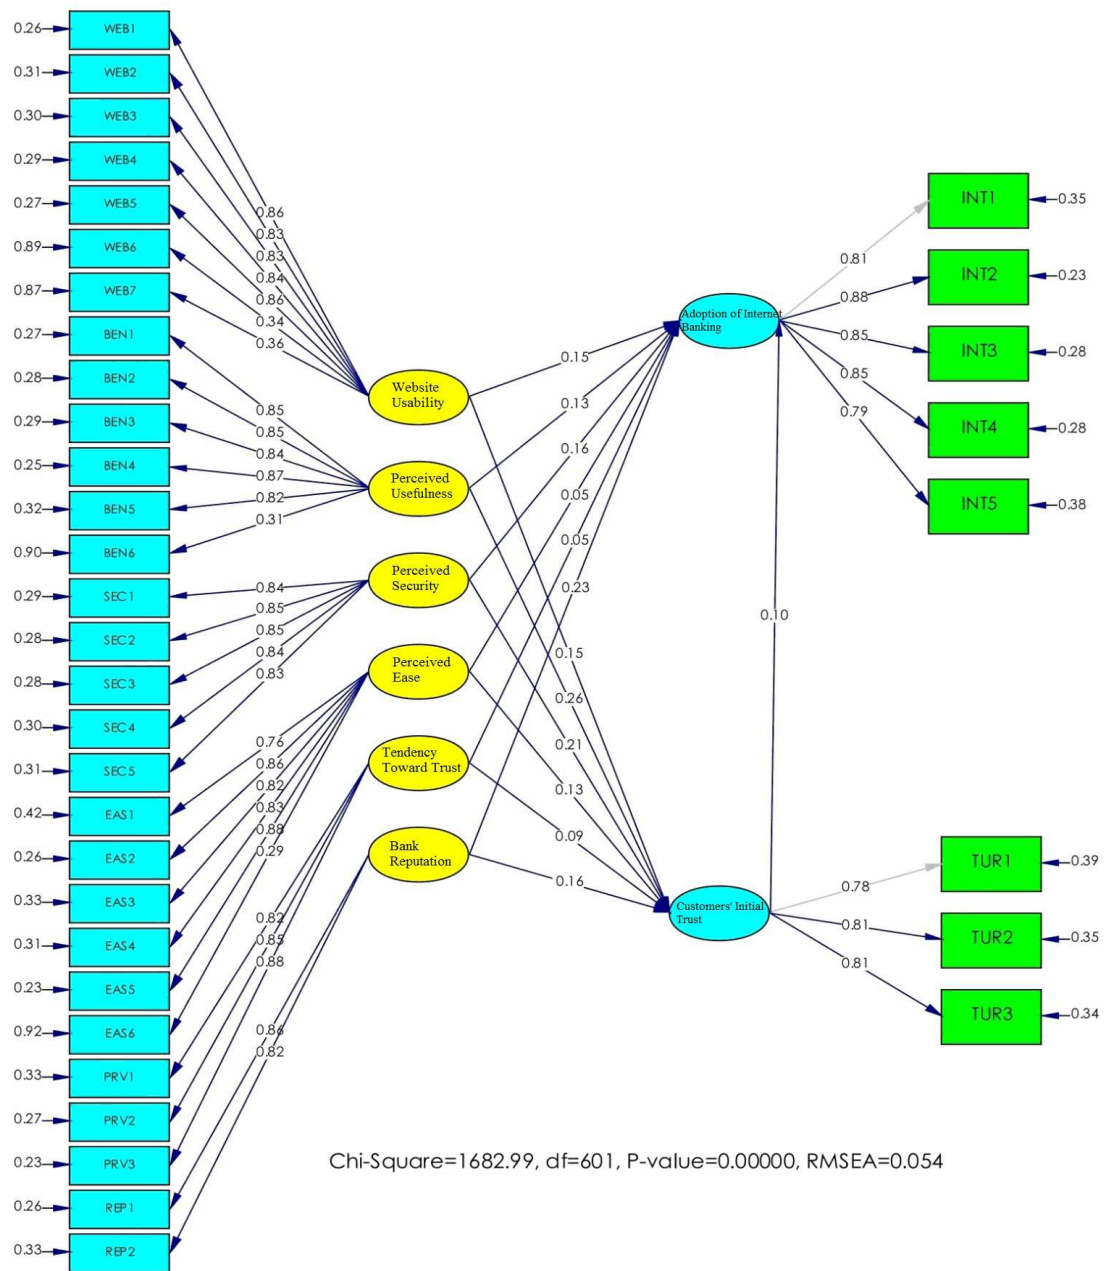 0.26 WEB1
0.31 WEB2
0.30 WEB3
0.29 WEB4
0.27 WEB5
0.89 WEB6
0.87 WEB7
0.27 BEN1
0.28 BEN2
0.29 BEN3
0.25 BEN4
0.32 BEN5
0.90 BEN6
0.29 SEC1
0.28 SEC2
0.28 SEC3
0.30 SEC4
0.31 SEC5
0.42 EAS1
0.26 EAS2
0.33 EAS3
0.31 EAS4
0.23 EAS5
0.92 EAS6
0.33 PRV1
0.27 PRV2
0.23 PRV3
0.26 REP1
0.33 REP2
0.86
0.83
0.83
0.84
0.86
0.34
0.36
0.85
0.85
0.84
0.87
0.82
0.31
0.84
0.85
0.85
0.84
0.83
0.76
0.86
0.82
0.83
0.88
0.29
0.82
0.85
0.88
0.86
0.82
Website
Usability
Perceived
Usefulness
Perceived
Security
Perceived
Ease
Tendency
Toward Trust
Bank
Reputation
0.15
0.13
0.16
0.05
0.05
0.23
0.15
0.26
0.21
0.13
0.09
0.16
Adoption of Internet
Banking
0.10
Customers' Initial
Trust
0.81
0.88
0.85
0.85
0.79
INT1 0.35
INT2 0.23
INT3 0.28
INT4 0.28
INT5 0.38
0.78
0.81
0.81
TUR1 0.39
TUR2 0.35
TUR3 0.34
Chi-Square=1682.99, df=601, P-value=0.00000, RMSEA=0.054